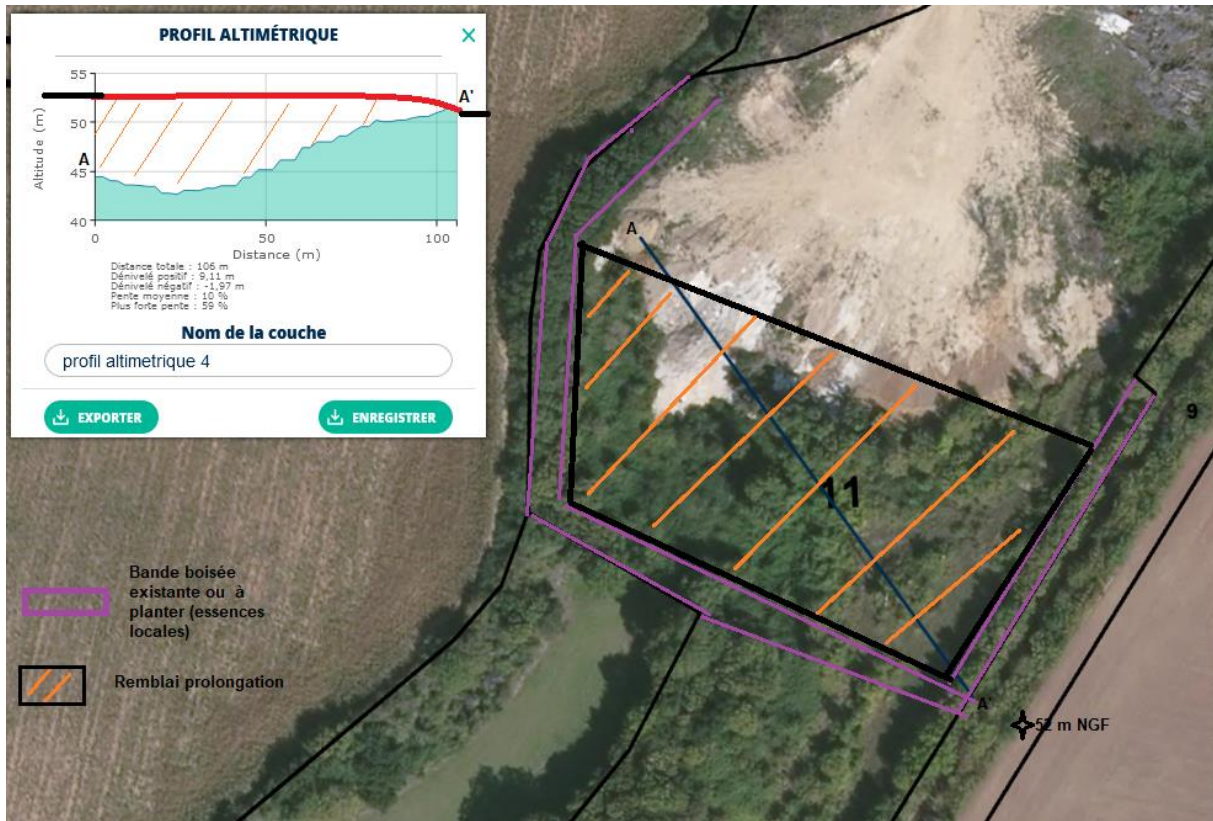 PROFIL ALTIMÉTRIQUE
×
55
50
45
40
Altitude (m)
A
A'
0
50
100
Distance (m)
Distance totale : 106 m
Dénivelé positif : 9,11 m
Dénivelé négatif : -1,97 m
Pente moyenne : 10 %
Plus forte pente : 59 %
Nom de la couche
profil altimetrique 4
EXPORTER
ENREGISTRER
A
9
11
A'
52 m NGF
Bande boisée
existante ou à
planter (essences
locales)
Remblai prolongation